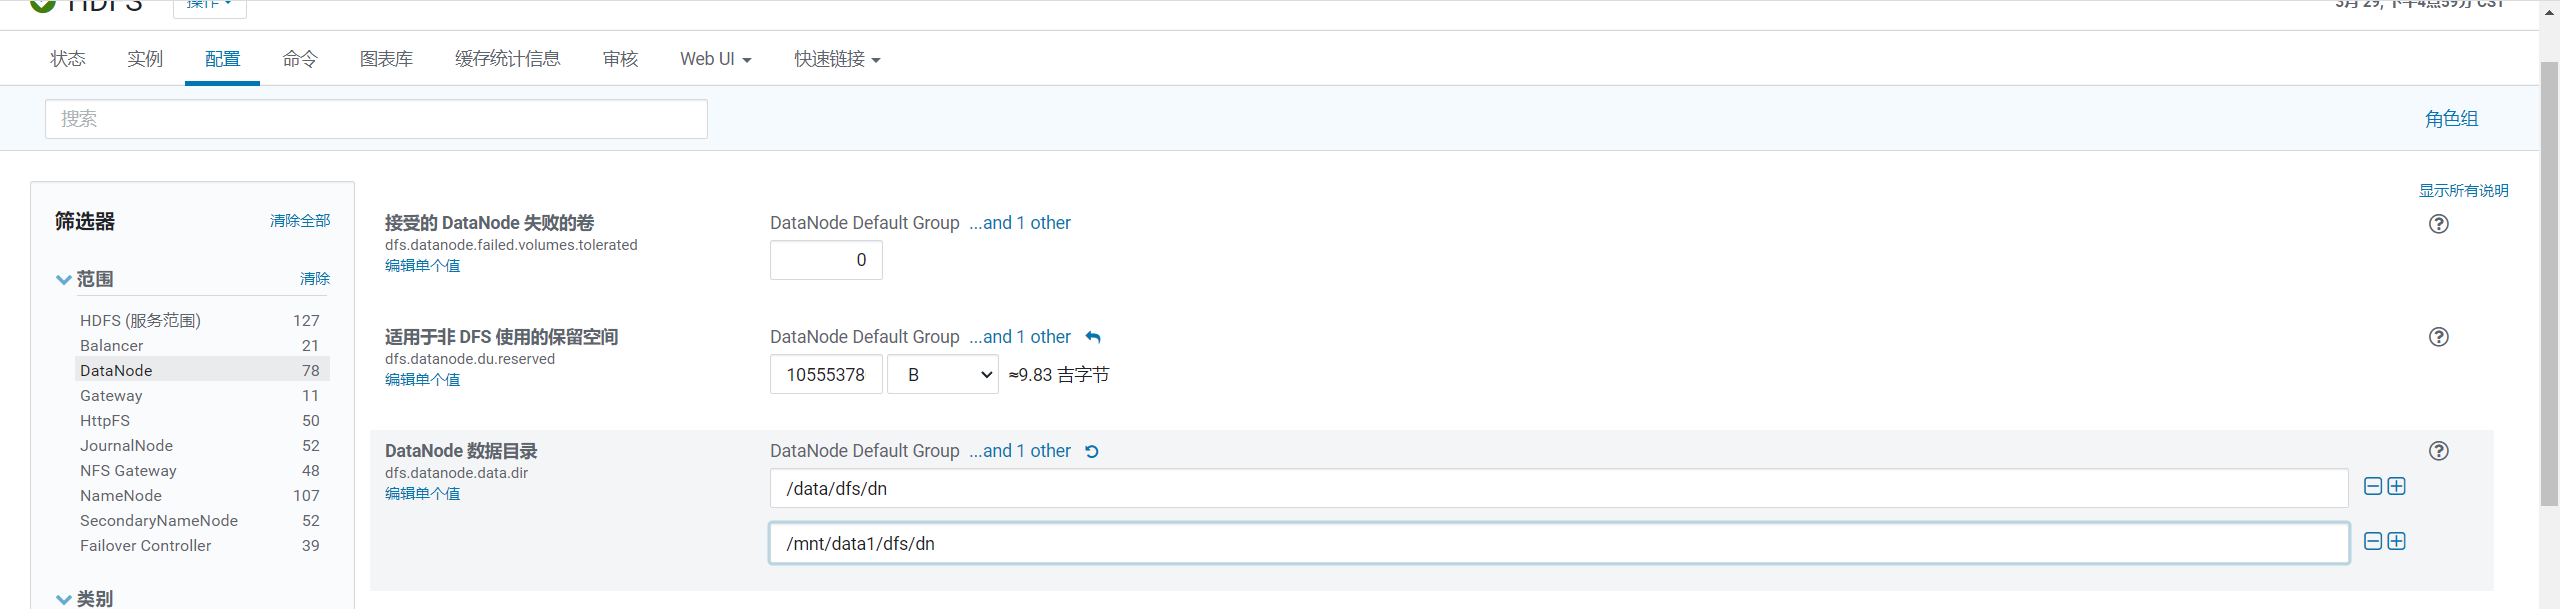 HDFS 操作
3月 29, 下午4点59分 CST
状态 实例 配置 命令 图表库 缓存统计信息 审核 Web UI 快速链接
搜索
角色组
显示所有说明
筛选器 清除全部
范围 清除
HDFS (服务范围) 127
Balancer 21
DataNode 78
Gateway 11
HttpFS 50
JournalNode 52
NFS Gateway 48
NameNode 107
SecondaryNameNode 52
Failover Controller 39
类别
接受的 DataNode 失败的卷
dfs.datanode.failed.volumes.tolerated
编辑单个值
DataNode Default Group ...and 1 other
0
适用于非 DFS 使用的保留空间
dfs.datanode.du.reserved
编辑单个值
DataNode Default Group ...and 1 other
10555378 B ≈9.83 吉字节
DataNode 数据目录
dfs.datanode.data.dir
编辑单个值
DataNode Default Group ...and 1 other
/data/dfs/dn
/mnt/data1/dfs/dn